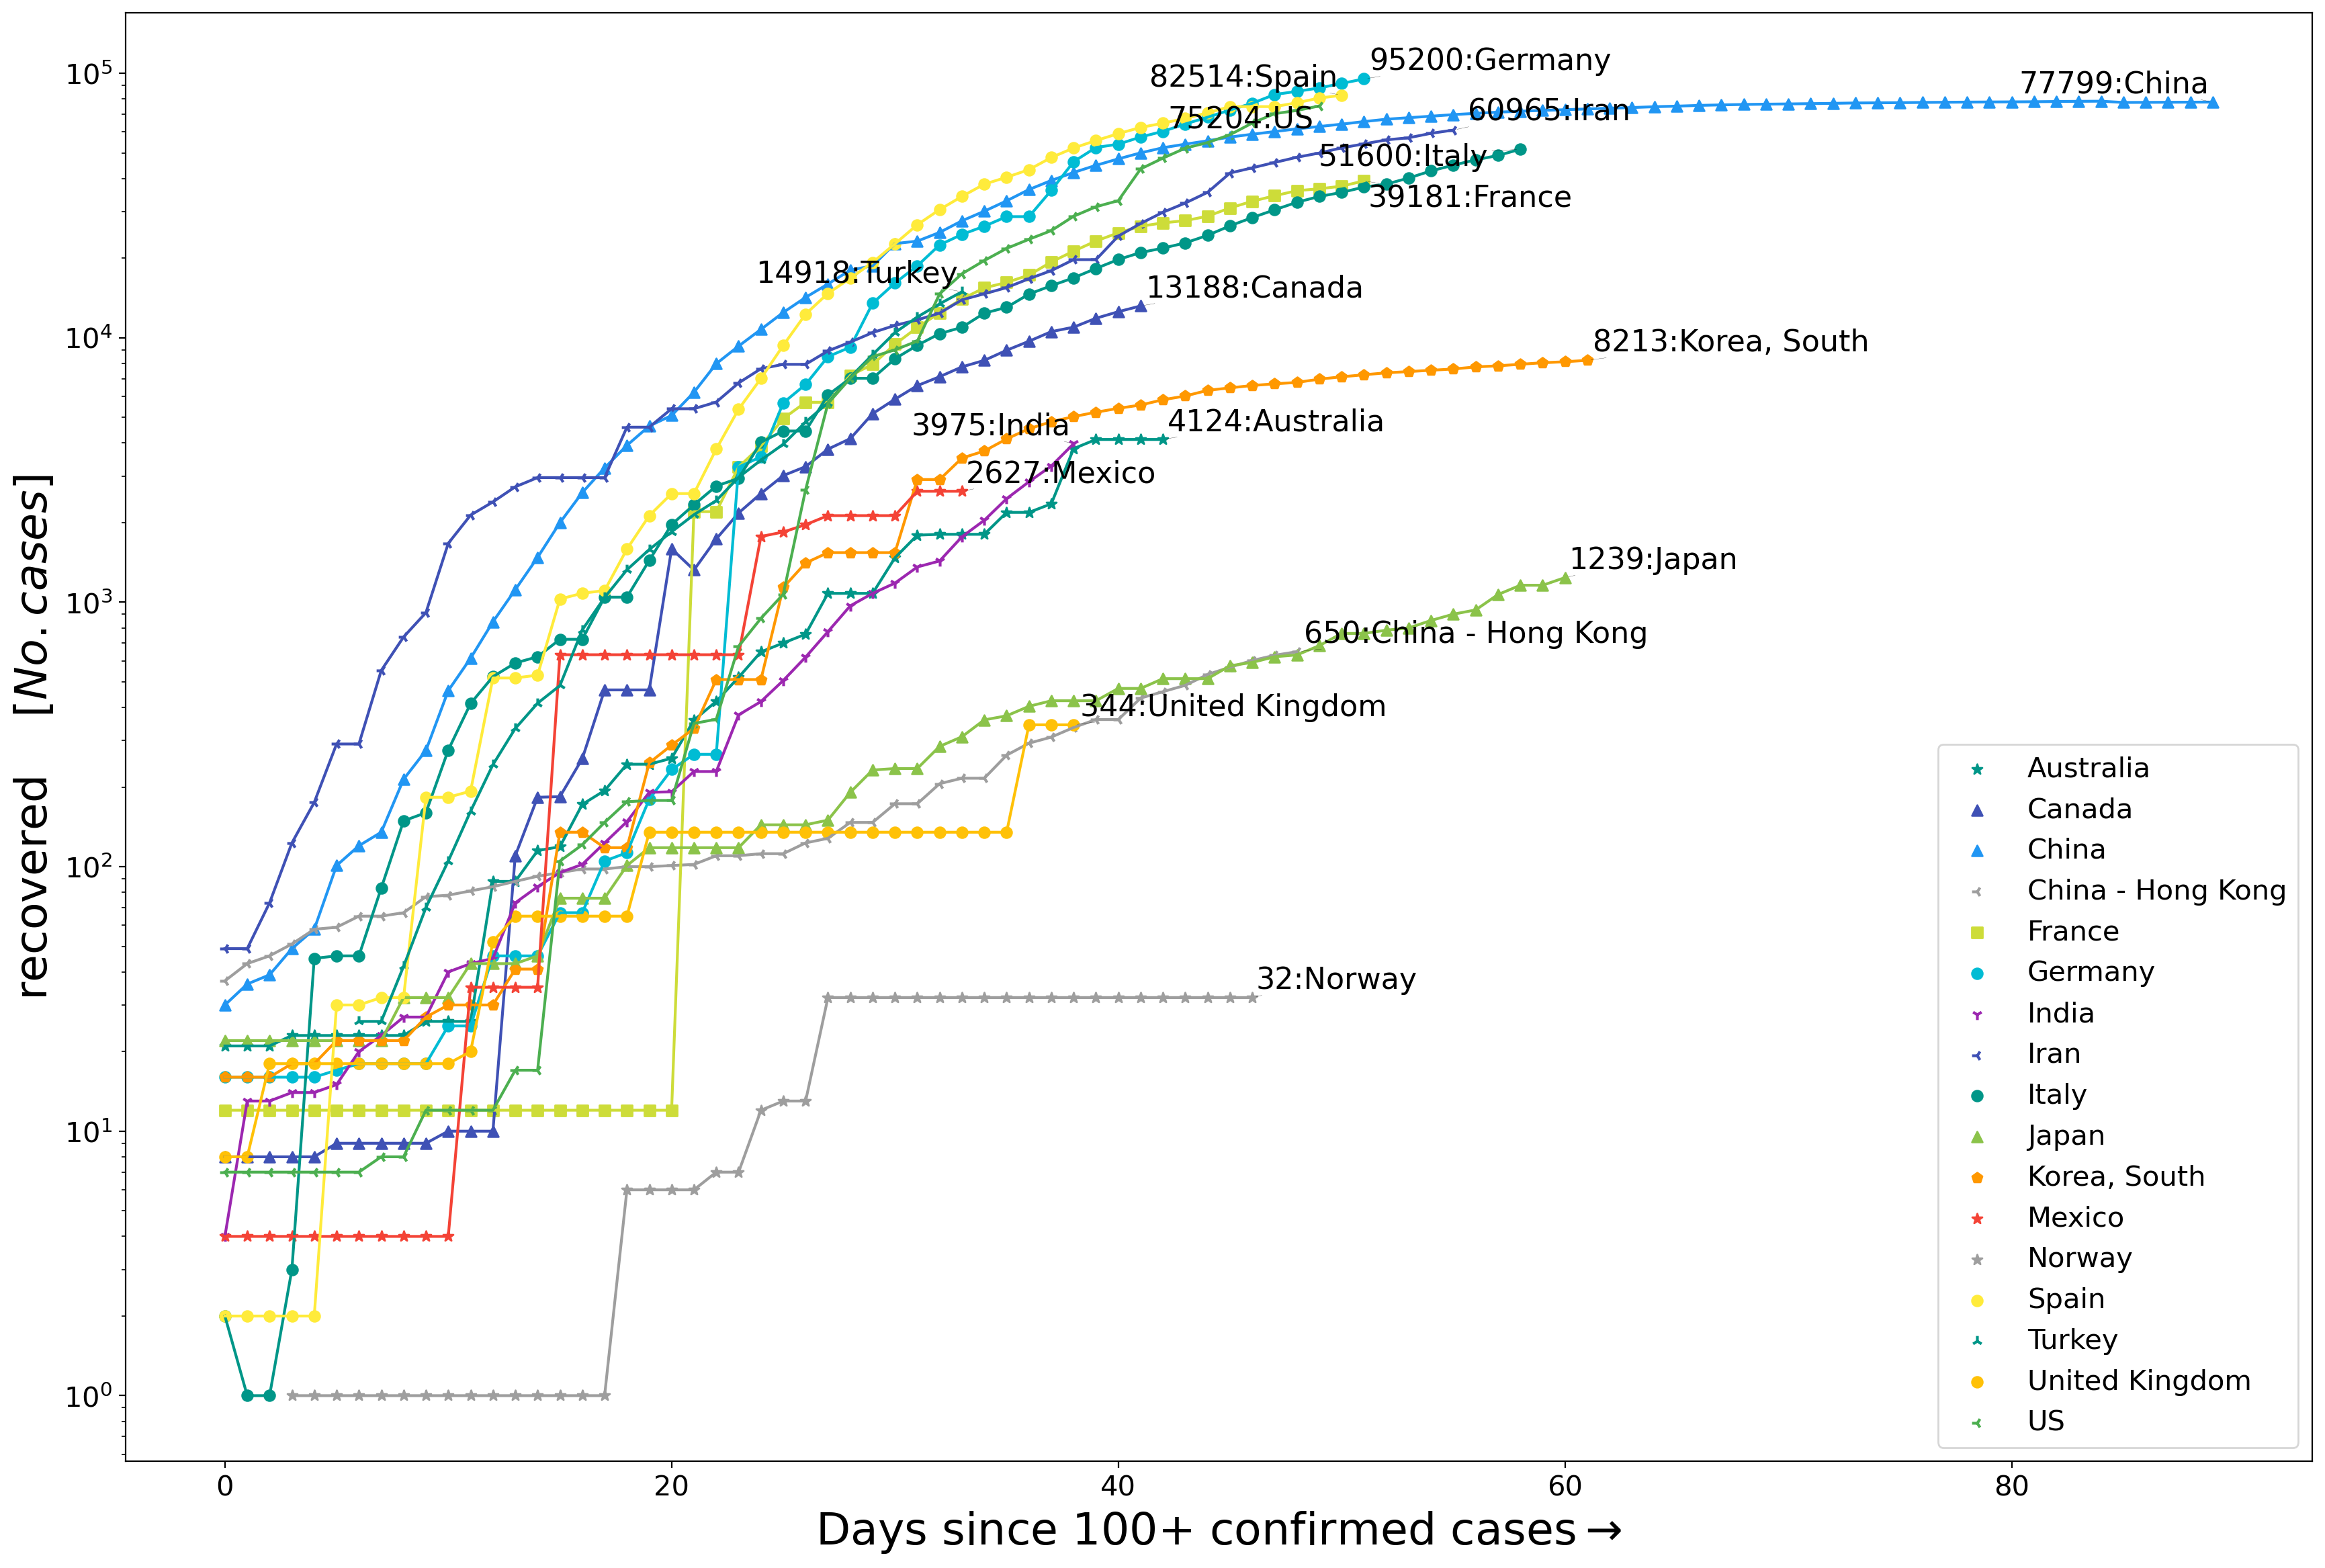 95200:Germany
82514:Spain
77799:China
75204:US
60965:Iran
51600:Italy
39181:France
14918:Turkey
13188:Canada
8213:Korea, South
3975:India
4124:Australia
2627:Mexico
1239:Japan
650:China - Hong Kong
344:United Kingdom
32:Norway
10⁵
10⁴
10³
10²
10¹
10⁰
recovered [No. cases]
0
20
40
60
80
Days since 100+ confirmed cases→
Australia
Canada
China
China - Hong Kong
France
Germany
India
Iran
Italy
Japan
Korea, South
Mexico
Norway
Spain
Turkey
United Kingdom
US